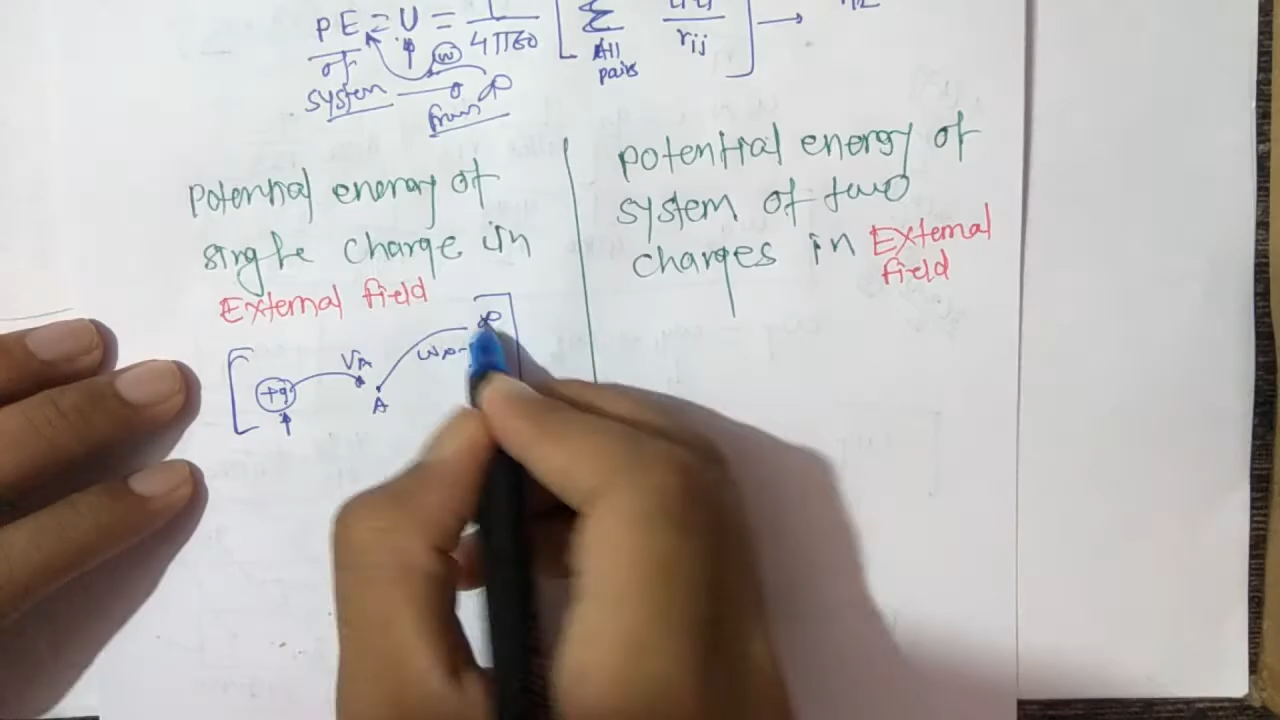 PE = U = 1/4πε0 [ Σ All pairs / rij ] →
of
system from ∞
W
Potential energy of
single charge in
External field
VA
+q
A
∞
Potential energy of
system of two
charges in External
field